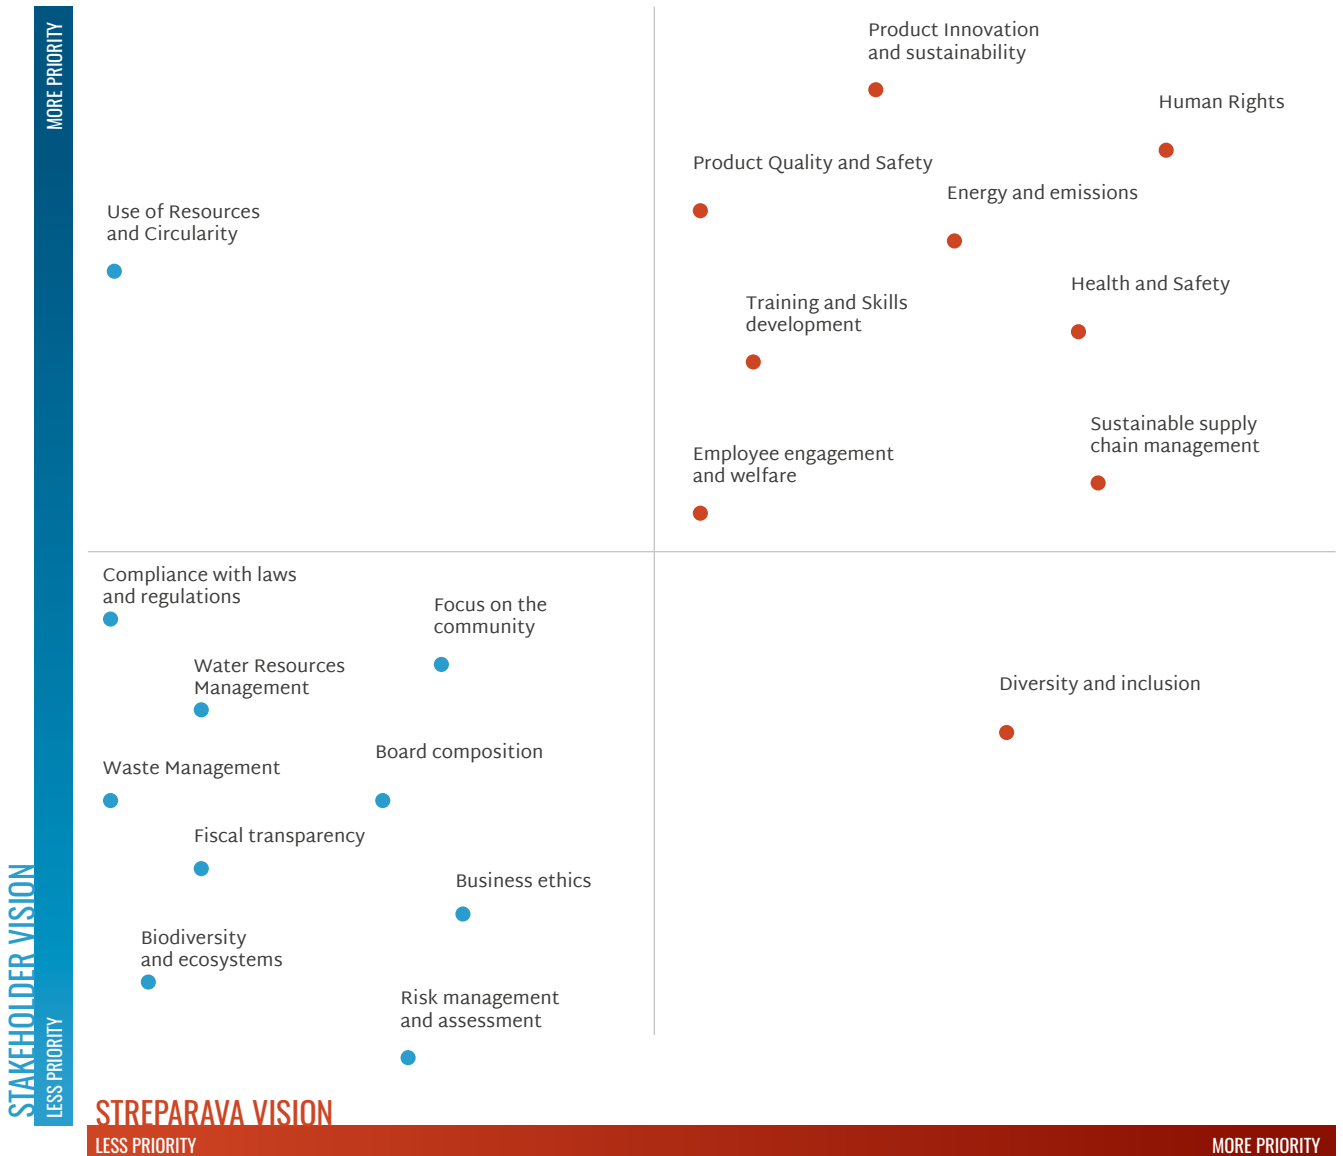 MORE PRIORITY
Product Innovation
and sustainability
Human Rights
Product Quality and Safety
Energy and emissions
Use of Resources
and Circularity
Health and Safety
Training and Skills
development
Sustainable supply
chain management
Employee engagement
and welfare
Compliance with laws
and regulations
Focus on the
community
Water Resources
Management
Diversity and inclusion
Board composition
Waste Management
Fiscal transparency
Business ethics
Biodiversity
and ecosystems
Risk management
and assessment
STAKEHOLDER VISION
LESS PRIORITY
STREPARAVA VISION
LESS PRIORITY
MORE PRIORITY